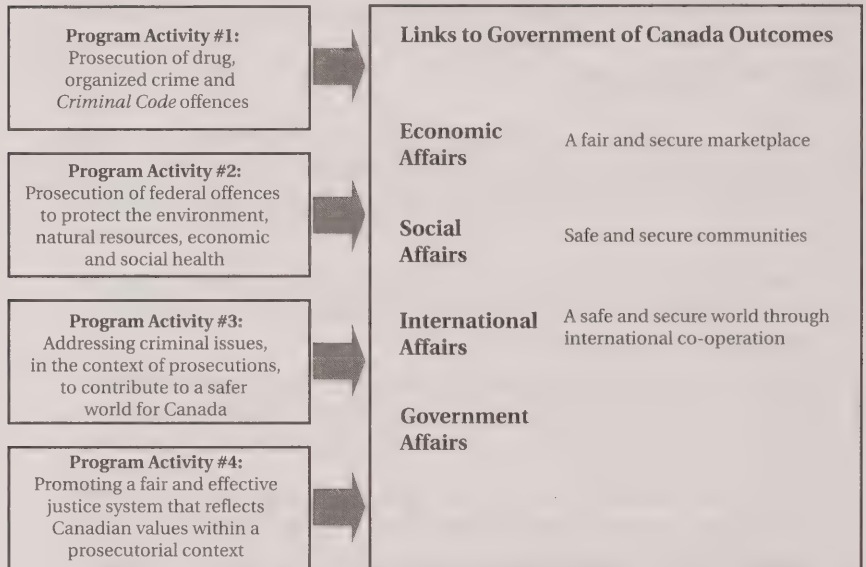 Program Activity #1:
Prosecution of drug,
organized crime and
Criminal Code offences
Program Activity #2:
Prosecution of federal offences
to protect the environment,
natural resources, economic
and social health
Program Activity #3:
Addressing criminal issues,
in the context of prosecutions,
to contribute to a safer
world for Canada
Program Activity #4:
Promoting a fair and effective
justice system that reflects
Canadian values within a
prosecutorial context
Links to Government of Canada Outcomes
Economic
Affairs
A fair and secure marketplace
Social
Affairs
Safe and secure communities
International
Affairs
A safe and secure world through
international co-operation
Government
Affairs